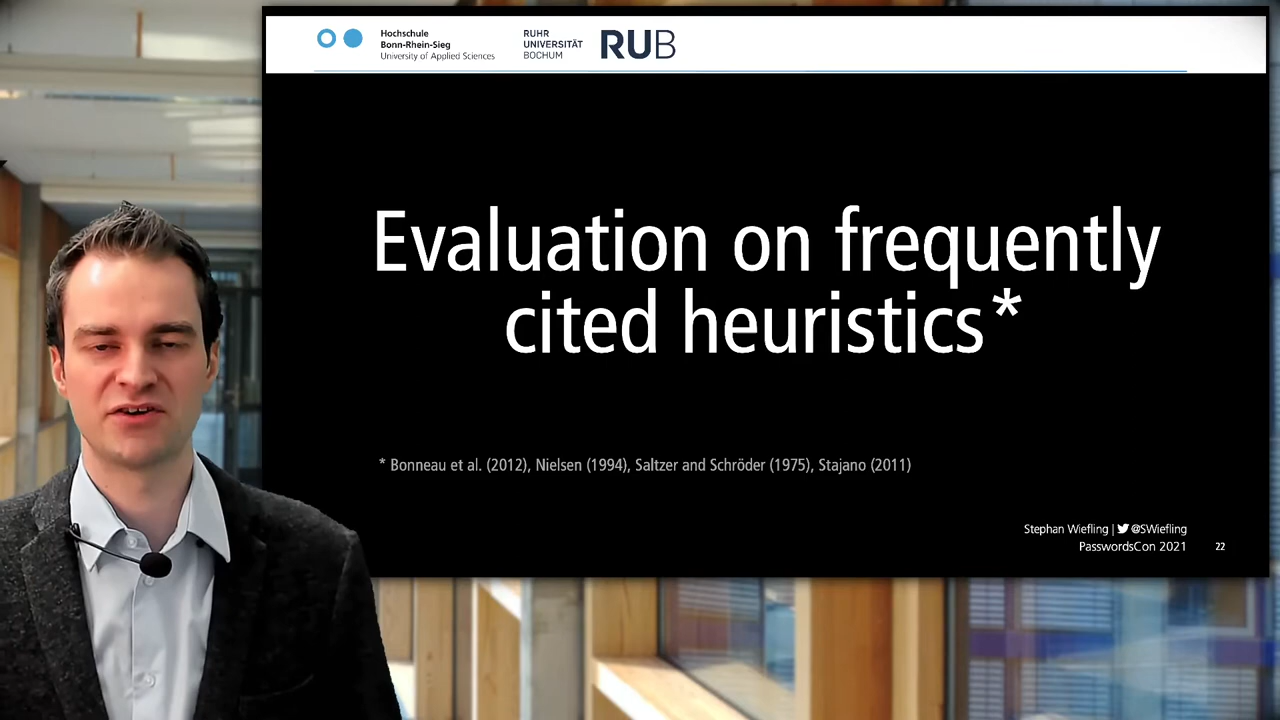 Hochschule
Bonn-Rhein-Sieg
University of Applied Sciences
RUHR
UNIVERSITÄT
BOCHUM
RUB
Evaluation on frequently
cited heuristics*
* Bonneau et al. (2012), Nielsen (1994), Saltzer and Schröder (1975), Stajano (2011)
Stephan Wiefling | @SWiefling
PasswordsCon 2021
22